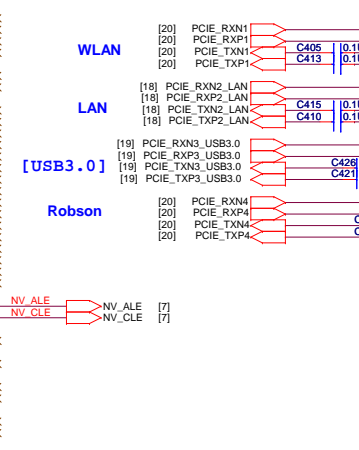 [20] PCIE_RXN1
[20] PCIE_RXP1
WLAN [20] PCIE_TXN1 C405
[20] PCIE_TXP1 C413
[18] PCIE_RXN2_LAN
[18] PCIE_RXP2_LAN
LAN [18] PCIE_TXN2_LAN C415
[18] PCIE_TXP2_LAN C410
[19] PCIE_RXN3_USB3.0
[19] PCIE_RXP3_USB3.0
[USB3.0] [19] PCIE_TXN3_USB3.0 C426
[19] PCIE_TXP3_USB3.0 C421
[20] PCIE_RXN4
Robson [20] PCIE_RXP4
[20] PCIE_TXN4
[20] PCIE_TXP4
NV_ALE NV_ALE [7]
NV_CLE NV_CLE [7]